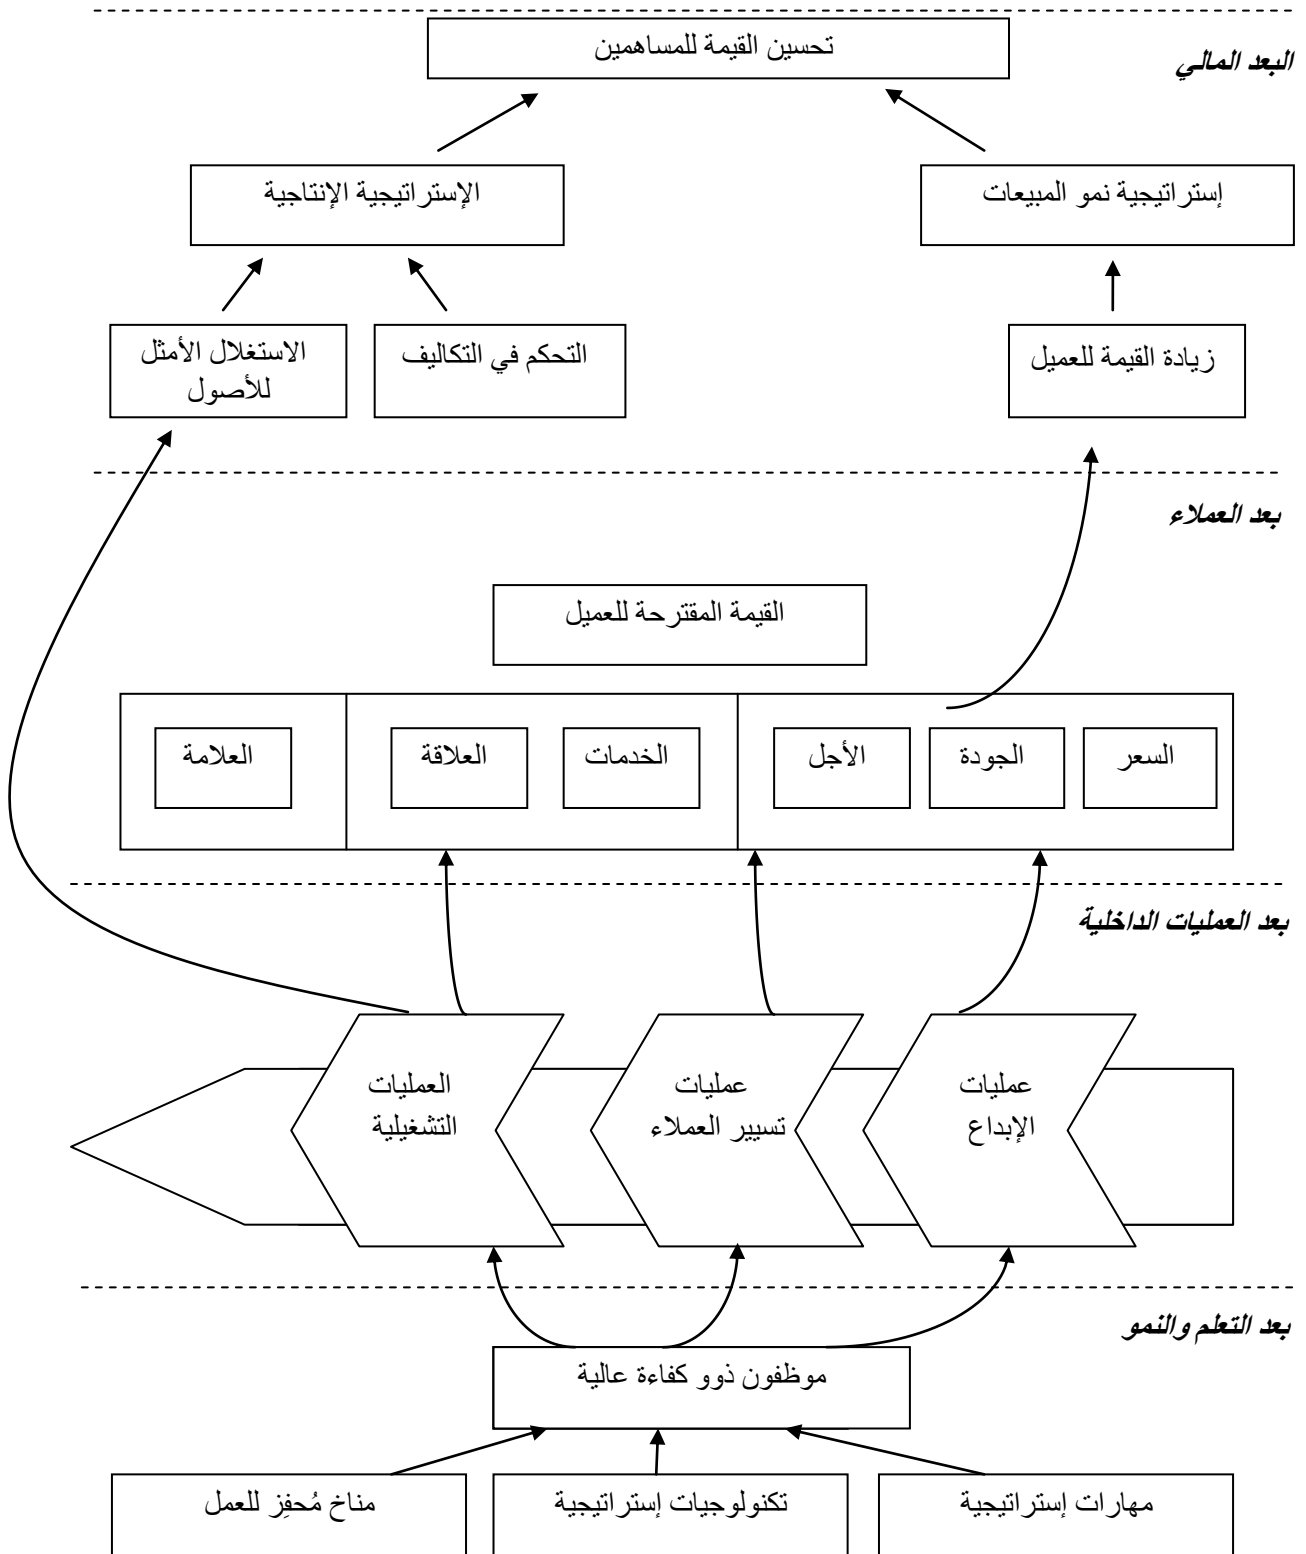 تحسين القيمة للمساهمين
البعد المالي
إستراتيجية نمو المبيعات
الإستراتيجية الإنتاجية
زيادة القيمة للعميل
التحكم في التكاليف
الاستغلال الأمثل
للأصول
بعد العملاء
القيمة المقترحة للعميل
السعر
الجودة
الأجل
الخدمات
العلاقة
العلامة
بعد العمليات الداخلية
عمليات
الإبداع
عمليات
تسيير العملاء
العمليات
التشغيلية
بعد التعلم والنمو
موظفون ذوو كفاءة عالية
مهارات إستراتيجية
تكنولوجيات إستراتيجية
مناخ مُحفِز للعمل